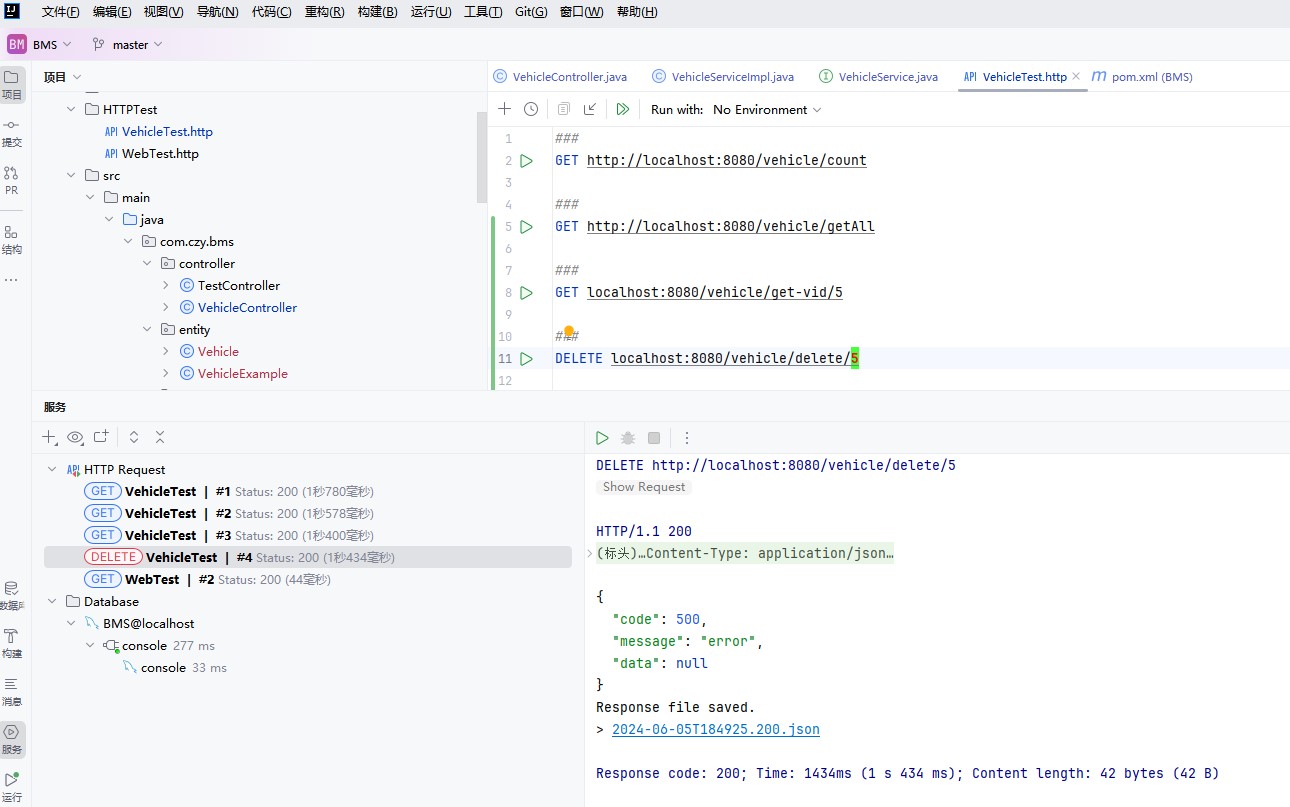 文件(F) 编辑(E) 视图(V) 导航(N) 代码(C) 重构(R) 构建(B) 运行(U) 工具(T) Git(G) 窗口(W) 帮助(H)
BM BMS master
项目
VehicleController.java VehicleServiceImpl.java VehicleService.java API VehicleTest.http pom.xml (BMS)
Run with: No Environment
项目
提交
PR
结构
HTTPTest
API VehicleTest.http
API WebTest.http
src
main
java
com.czy.bms
controller
TestController
VehicleController
entity
Vehicle
VehicleExample
1 ###
2 GET http://localhost:8080/vehicle/count
3
4 ###
5 GET http://localhost:8080/vehicle/getAll
6
7 ###
8 GET localhost:8080/vehicle/get-vid/5
9
10 ###
11 DELETE localhost:8080/vehicle/delete/5
12
服务
API HTTP Request
GET VehicleTest | #1 Status: 200 (1秒780毫秒)
GET VehicleTest | #2 Status: 200 (1秒578毫秒)
GET VehicleTest | #3 Status: 200 (1秒400毫秒)
DELETE VehicleTest | #4 Status: 200 (1秒434毫秒)
GET WebTest | #2 Status: 200 (44毫秒)
Database
BMS@localhost
console 277 ms
console 33 ms
数据库
构建
消息
服务
运行
DELETE http://localhost:8080/vehicle/delete/5
Show Request
HTTP/1.1 200
(标头)…Content-Type: application/json…
{
"code": 500,
"message": "error",
"data": null
}
Response file saved.
> 2024-06-05T184925.200.json
Response code: 200; Time: 1434ms (1 s 434 ms); Content length: 42 bytes (42 B)